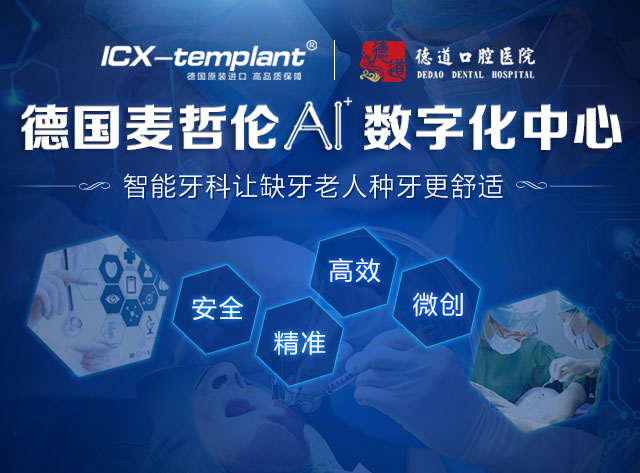 ICX-templant®
德国原装进口 高品质保障
德道
德道口腔医院
DEDAO DENTAL HOSPITAL
德国麦哲伦AI+数字化中心
智能牙科让缺牙老人种牙更舒适
高效
安全
微创
精准